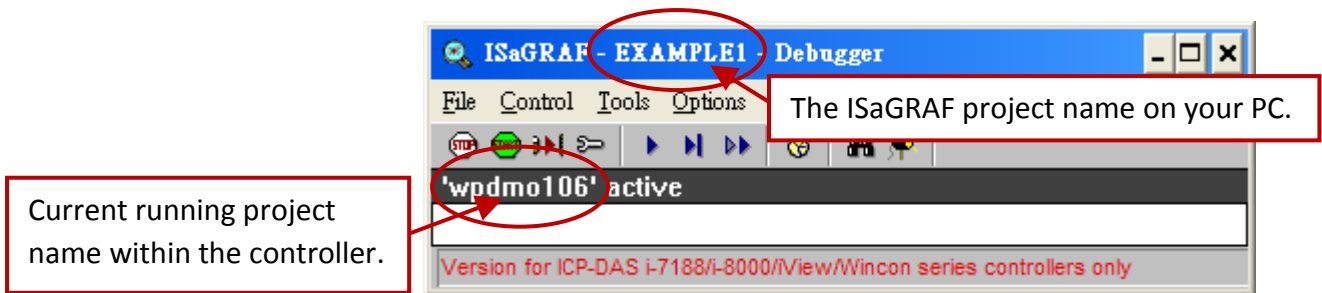 ISaGRAF - EXAMPLE1 - Debugger
File Control Tools Options
The ISaGRAF project name on your PC.
STOP
'wpdmo106' active
Current running project
name within the controller.
Version for ICP-DAS i-7188/i-8000/iView/Wincon series controllers only